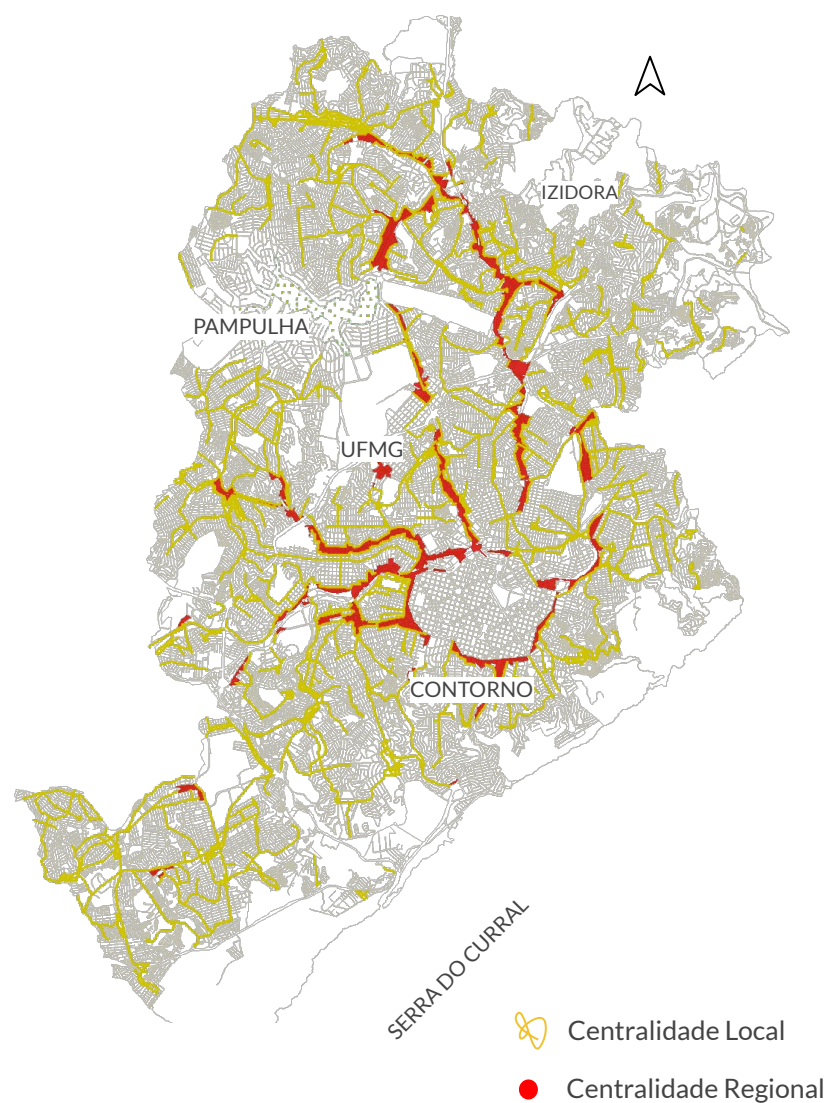 IZIDORA
PAMPULHA
UFMG
CONTORNO
SERRA DO CURRAL
Centralidade Local
Centralidade Regional